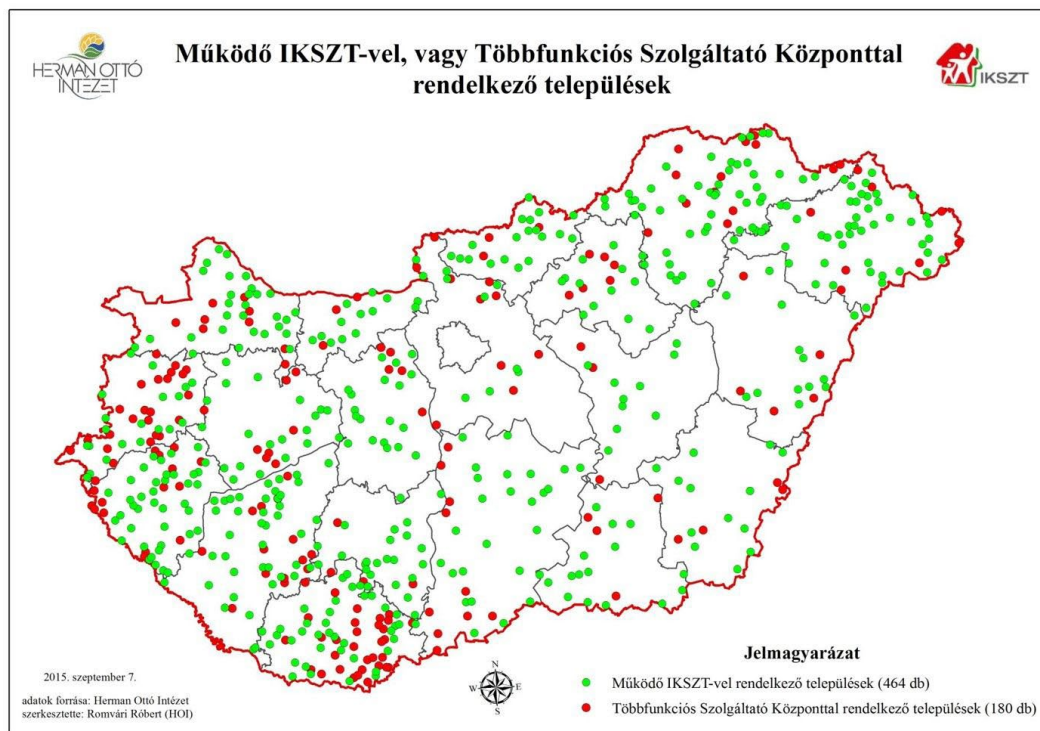 HERMAN OTTÓ
INTÉZET
Működő IKSZT-vel, vagy Többfunkciós Szolgáltató Központtal
rendelkező települések
IKSZT
Jelmagyarázat
Működő IKSZT-vel rendelkező települések (464 db)
Többfunkciós Szolgáltató Központtal rendelkező települések (180 db)
2015. szeptember 7.
adatok forrása: Herman Ottó Intézet
szerkesztette: Romvári Róbert (HOI)
N
W
E
S